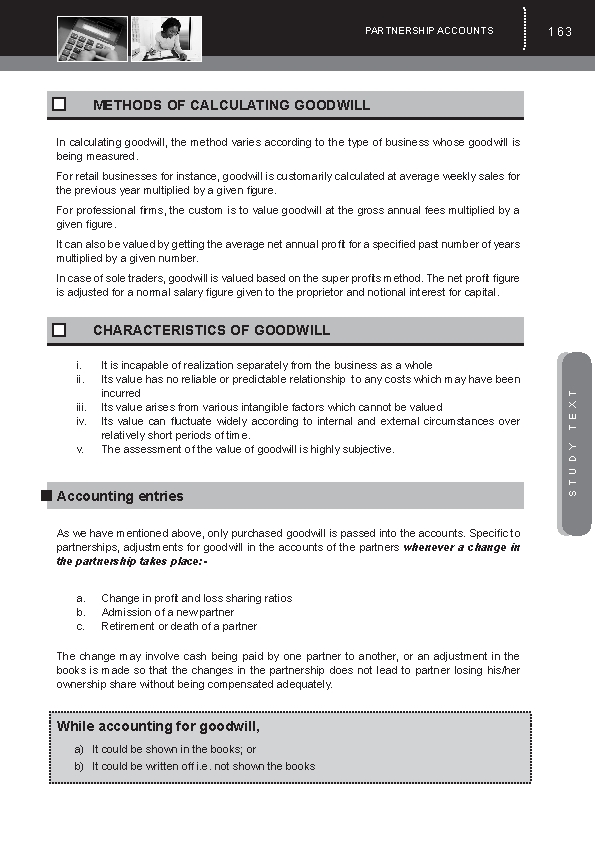 PARTNERSHIP ACCOUNTS 163
METHODS OF CALCULATING GOODWILL
In calculating goodwill, the method varies according to the type of business whose goodwill is
being measured.
For retail businesses for instance, goodwill is customarily calculated at average weekly sales for
the previous year multiplied by a given figure.
For professional firms, the custom is to value goodwill at the gross annual fees multiplied by a
given figure.
It can also be valued by getting the average net annual profit for a specified past number of years
multiplied by a given number.
In case of sole traders, goodwill is valued based on the super profits method. The net profit figure
is adjusted for a normal salary figure given to the proprietor and notional interest for capital.
CHARACTERISTICS OF GOODWILL
i. It is incapable of realization separately from the business as a whole
ii. Its value has no reliable or predictable relationship to any costs which may have been
incurred
iii. Its value arises from various intangible factors which cannot be valued
iv. Its value can fluctuate widely according to internal and external circumstances over
relatively short periods of time.
v. The assessment of the value of goodwill is highly subjective.
STUDY TEXT
Accounting entries
As we have mentioned above, only purchased goodwill is passed into the accounts. Specific to
partnerships, adjustments for goodwill in the accounts of the partners whenever a change in
the partnership takes place:-
a. Change in profit and loss sharing ratios
b. Admission of a new partner
c. Retirement or death of a partner
The change may involve cash being paid by one partner to another, or an adjustment in the
books is made so that the changes in the partnership does not lead to partner losing his/her
ownership share without being compensated adequately.
While accounting for goodwill,
a) It could be shown in the books; or
b) It could be written off i.e. not shown the books